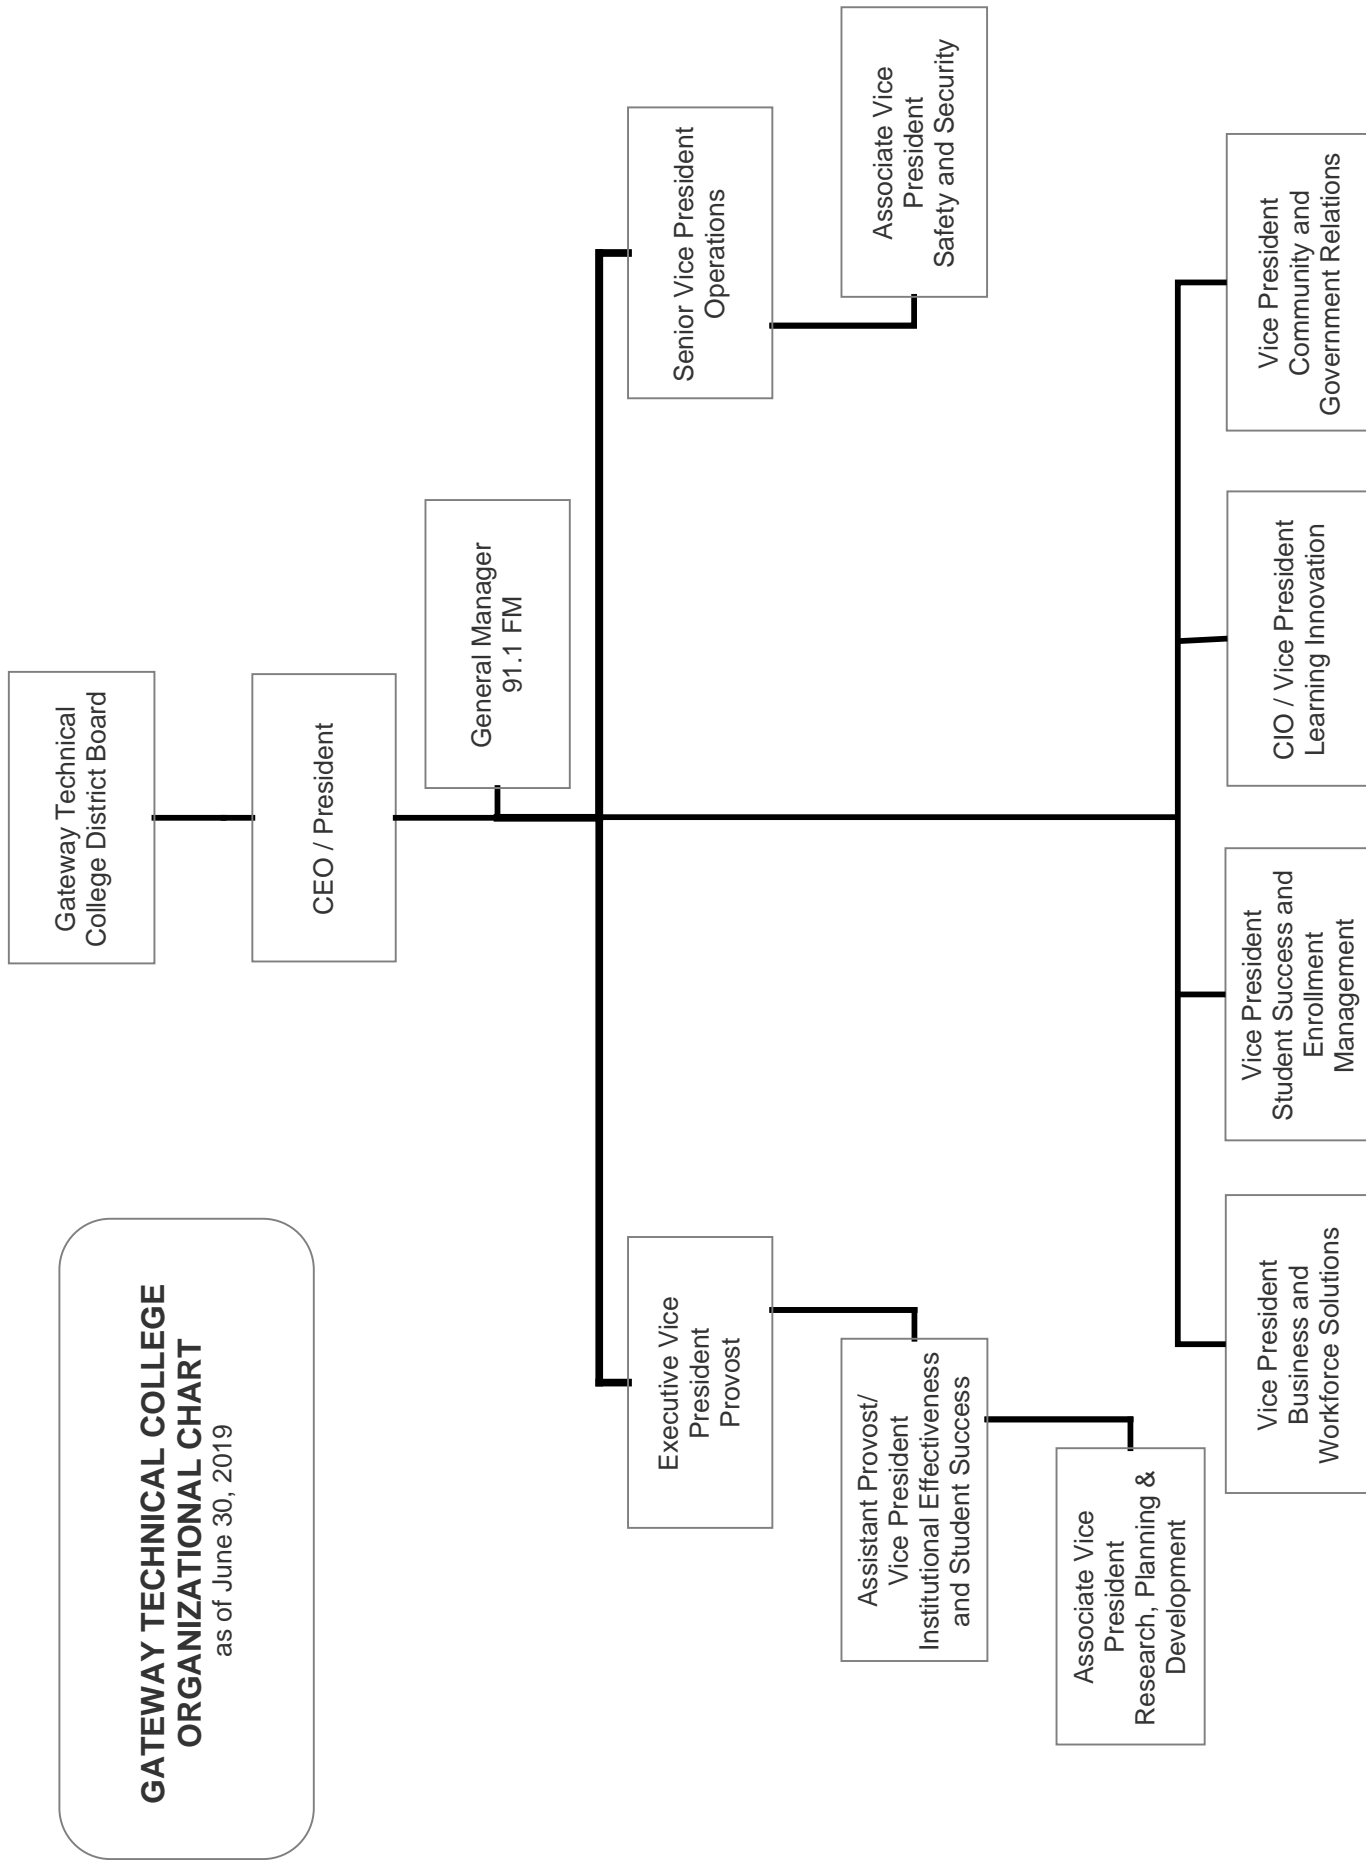 GATEWAY TECHNICAL COLLEGE
ORGANIZATIONAL CHART
as of June 30, 2019
Gateway Technical
College District Board
CEO / President
General Manager
91.1 FM
Executive Vice
President
Provost
Senior Vice President
Operations
Assistant Provost/
Vice President
Institutional Effectiveness
and Student Success
Associate Vice
President
Safety and Security
Associate Vice
President
Research, Planning &
Development
Vice President
Business and
Workforce Solutions
Vice President
Student Success and
Enrollment
Management
CIO / Vice President
Learning Innovation
Vice President
Community and
Government Relations